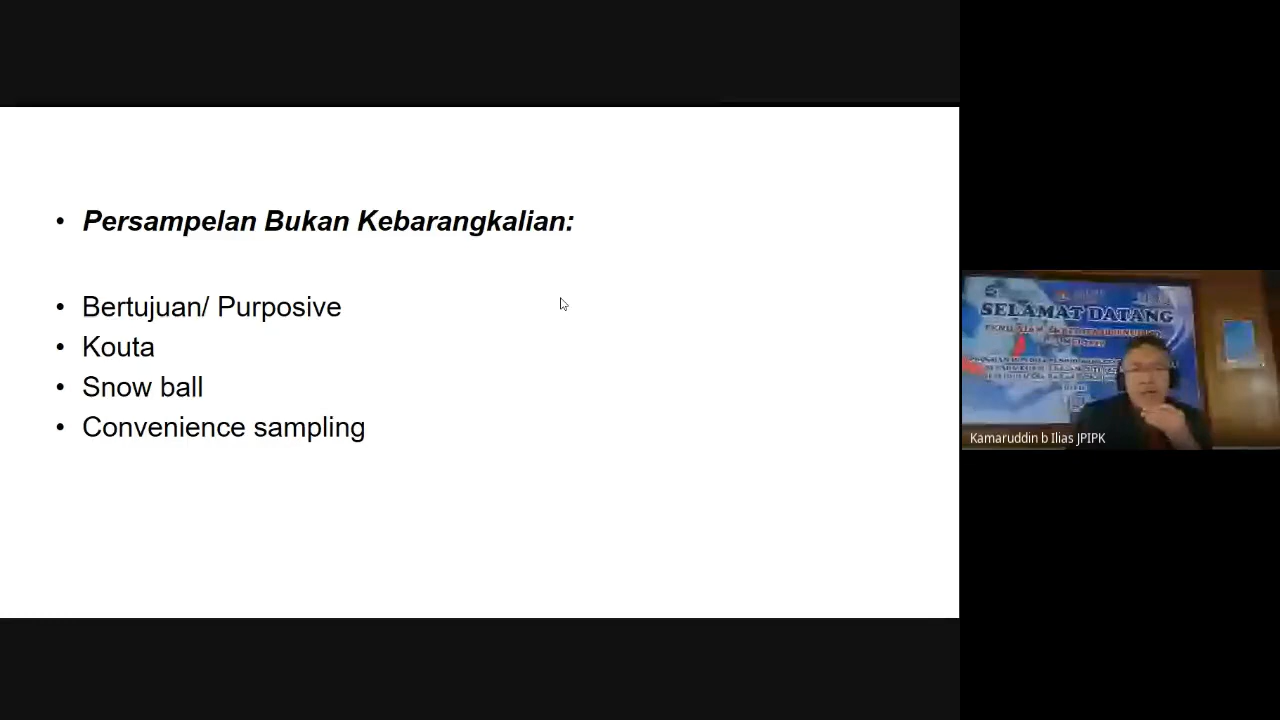 • Persampelan Bukan Kebarangkalian:
• Bertujuan/ Purposive
• Kouta
• Snow ball
• Convenience sampling
SELAMAT DATANG
Kamaruddin b Ilias JPIPK